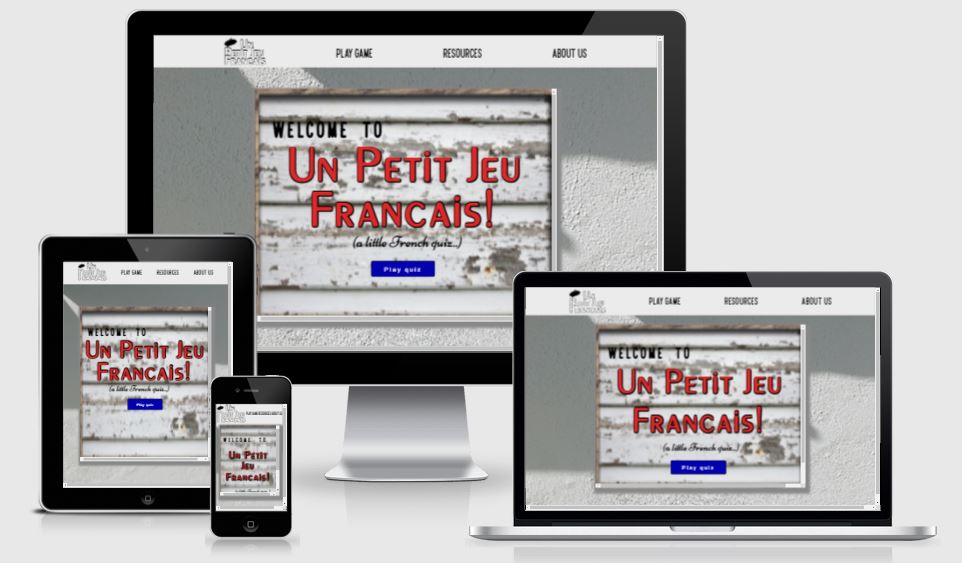 Un
Petit Jeu
Francais
PLAY GAME
RESOURCES
ABOUT US
WELCOME TO
Un Petit Jeu
Francais!
(a little French quiz..)
Play quiz
Un
Petit Jeu
Francais
PLAY GAME
RESOURCES
ABOUT US
WELCOME TO
Un Petit Jeu
Francais!
(a little French quiz..)
Play quiz
Un
Petit Jeu
Francais
PLAY GAME RESOURCES ABOUT US
WELCOME TO
Un Petit
Jeu
Francais!
(a little French quiz..)
Un
Petit Jeu
Francais
PLAY GAME
RESOURCES
ABOUT US
WELCOME TO
Un Petit Jeu
Francais!
(a little French quiz..)
Play quiz